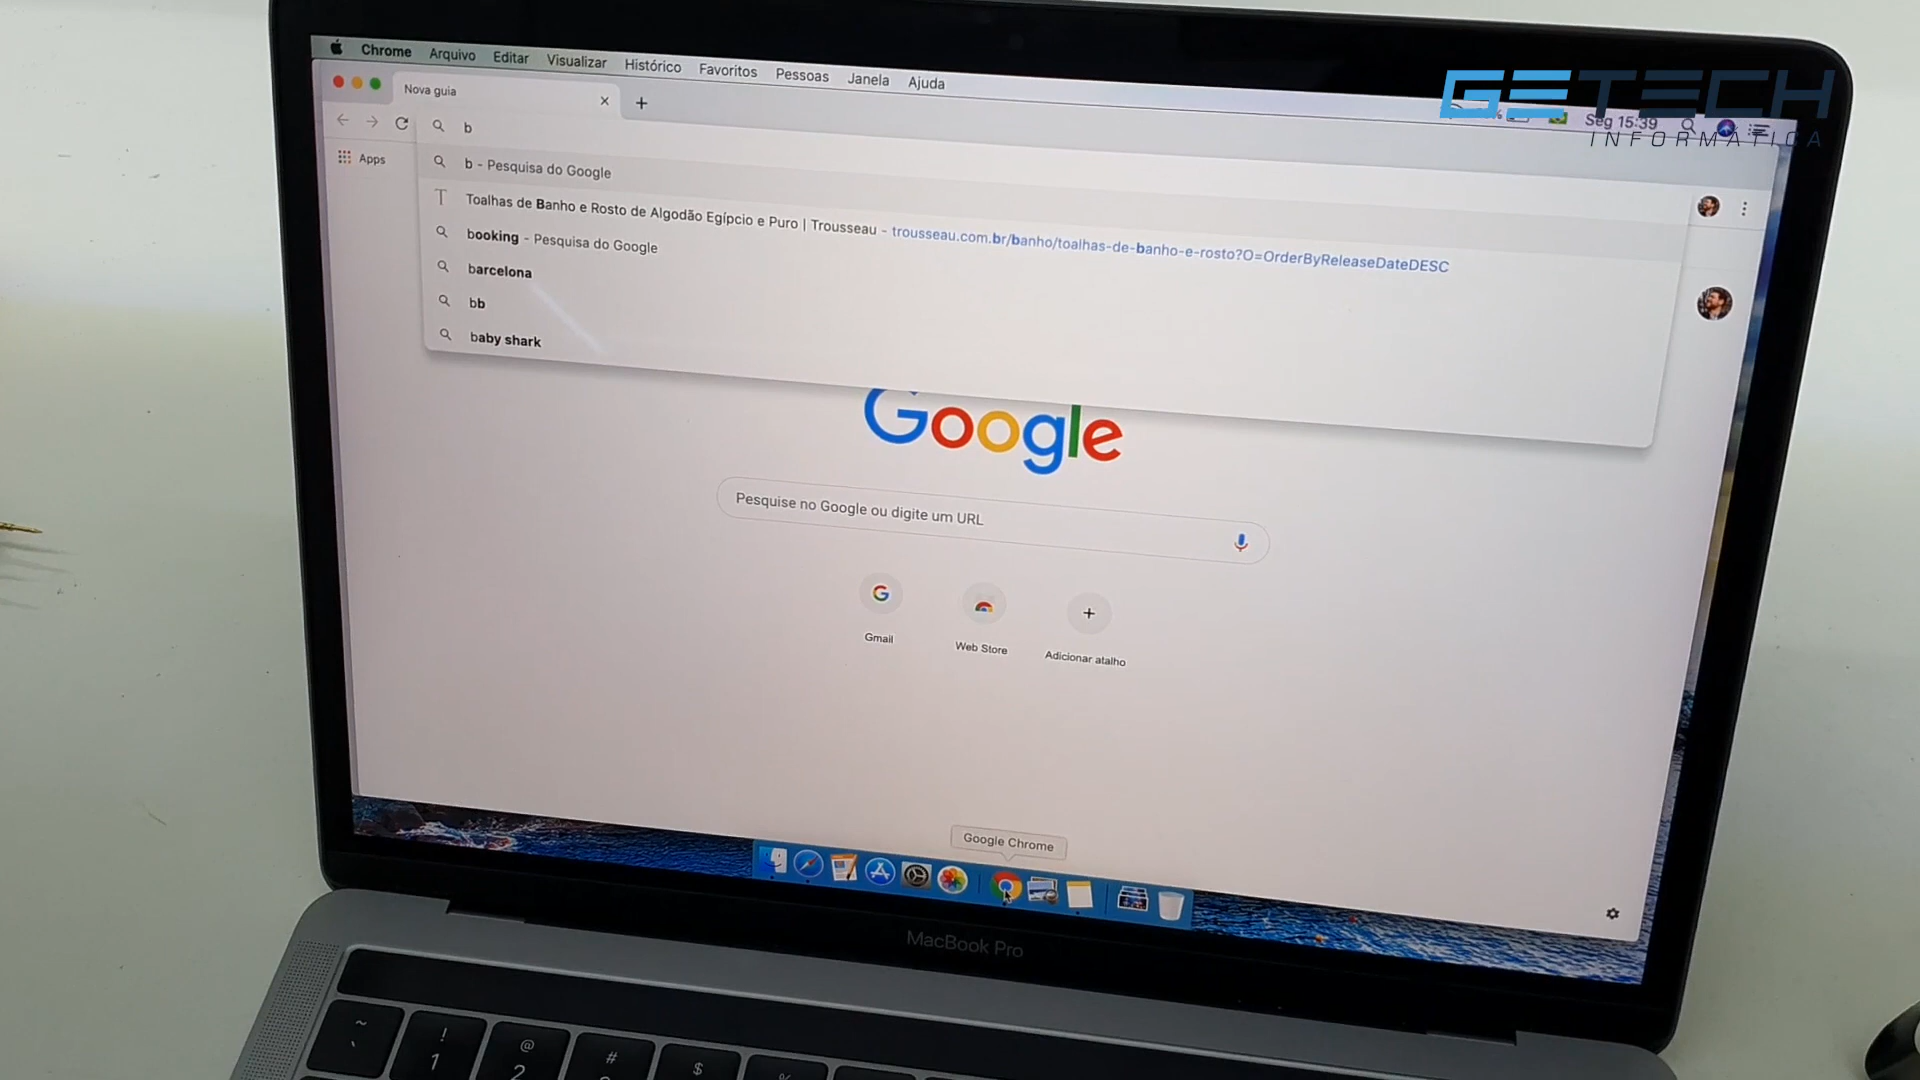 Chrome Arquivo Editar Visualizar Histórico Favoritos Pessoas Janela Ajuda
GETECH
INFORMÁTICA
Seg 15:39
Nova guia
b
Apps
b - Pesquisa do Google
T Toalhas de Banho e Rosto de Algodão Egípcio e Puro | Trousseau - trousseau.com.br/banho/toalhas-de-banho-e-rosto?O=OrderByReleaseDateDESC
booking - Pesquisa do Google
barcelona
bb
baby shark
Google
Pesquise no Google ou digite um URL
Gmail Web Store Adicionar atalho
Google Chrome
MacBook Pro
~ ! @ # $ %
` 1 2